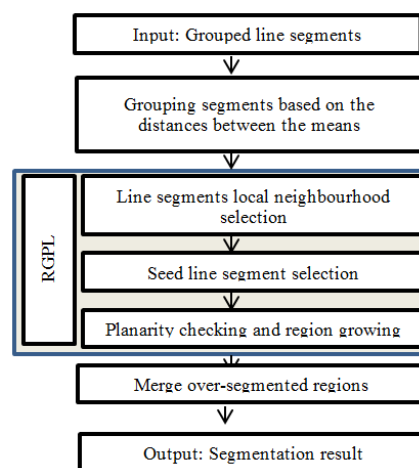 Input: Grouped line segments
Grouping segments based on the
distances between the means
RGPL
Line segments local neighbourhood
selection
Seed line segment selection
Planarity checking and region growing
Merge over-segmented regions
Output: Segmentation result